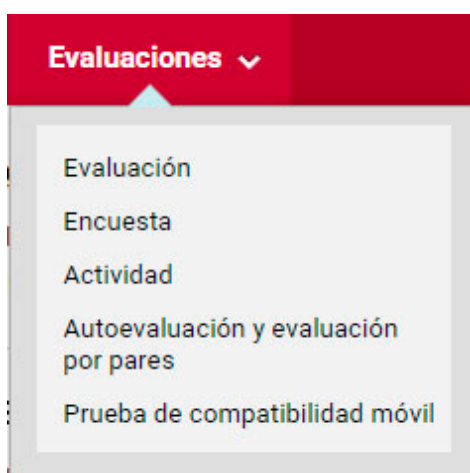 Evaluaciones
Evaluación
Encuesta
Actividad
Autoevaluación y evaluación
por pares
Prueba de compatibilidad móvil